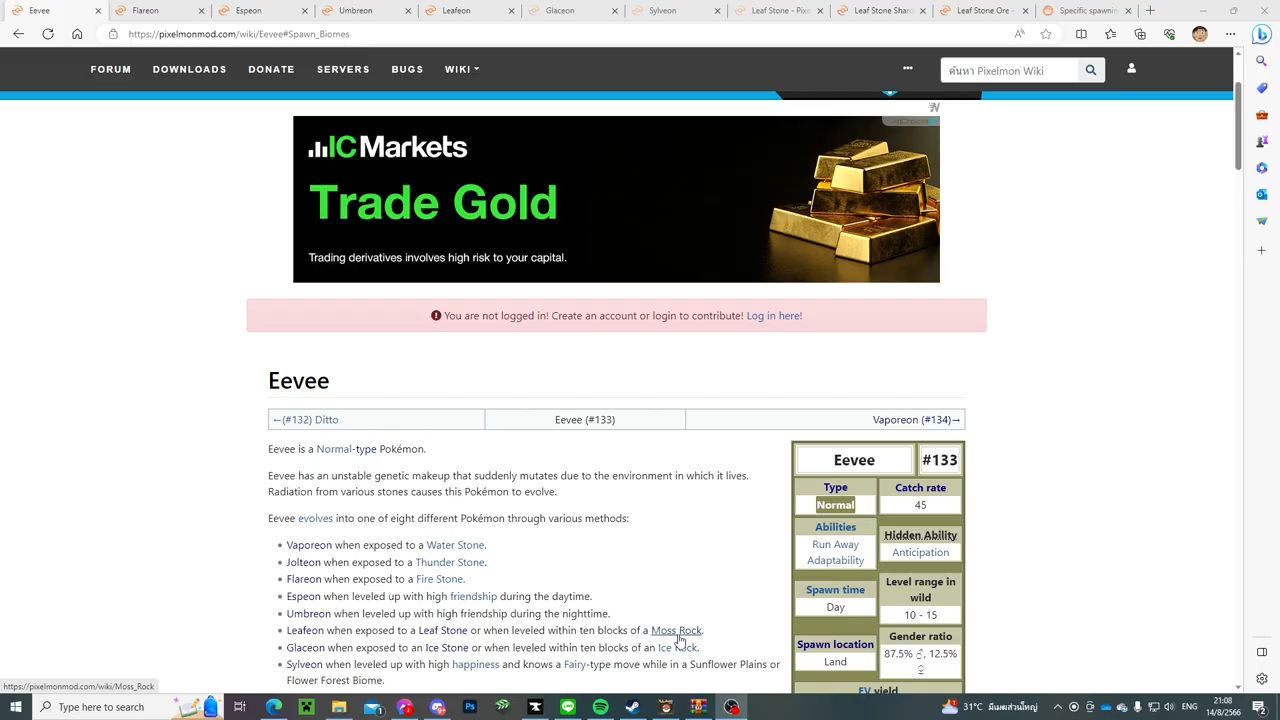 Eevee
Flareon
Espeon
Umbreon
Leafeon
Glaceon
Sylveon
Leaf Stone - Pix
Leaf Stone Shard
Leaf Stone Ore -
Specific spawnin
https://pixelmonmod.com/wiki/Eevee#Spawn_Biomes
FORUM DOWNLOADS DONATE SERVERS BUGS WIKI
ค้นหา Pixelmon Wiki
IC Markets
Trade Gold
Trading derivatives involves high risk to your capital.
You are not logged in! Create an account or login to contribute! Log in here!
Eevee
←(#132) Ditto
Eevee (#133)
Vaporeon (#134)→
Eevee is a Normal-type Pokémon.
Eevee has an unstable genetic makeup that suddenly mutates due to the environment in which it lives.
Radiation from various stones causes this Pokémon to evolve.
Eevee evolves into one of eight different Pokémon through various methods:
Vaporeon when exposed to a Water Stone.
Jolteon when exposed to a Thunder Stone.
Flareon when exposed to a Fire Stone.
Espeon when leveled up with high friendship during the daytime.
Umbreon when leveled up with high friendship during the nighttime.
Leafeon when exposed to a Leaf Stone or when leveled within ten blocks of a Moss Rock.
Glaceon when exposed to an Ice Stone or when leveled within ten blocks of an Ice Rock.
Sylveon when leveled up with high happiness and knows a Fairy-type move while in a Sunflower Plains or
Flower Forest Biome.
Eevee
#133
Type
Normal
Catch rate
45
Abilities
Run Away
Adaptability
Hidden Ability
Anticipation
Spawn time
Day
Level range in
wild
10 - 15
Spawn location
Land
Gender ratio
87.5% ♂, 12.5%
♀
EV yield
https://pixelmonmod.com/wiki/Moss_Rock
Type here to search
31°C มีเมฆส่วนใหญ่
ENG
21:08
14/8/2566